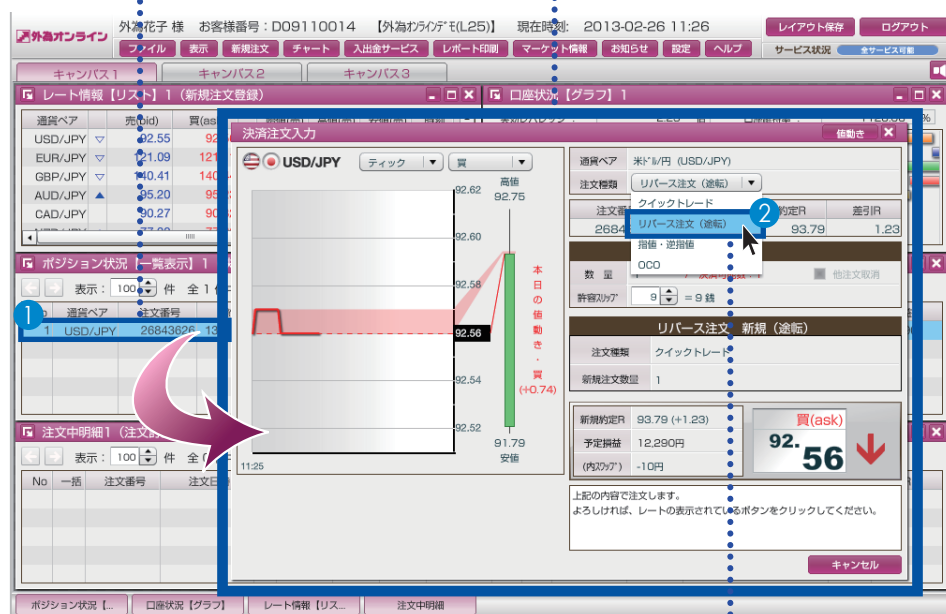 外為オンライン
外為花子 様 お客様番号：D09110014 【外為ｵﾝﾗｲﾝﾃﾞﾓ(L25)】 現在時刻: 2013-02-26 11:26
レイアウト保存 ログアウト
ファイル 表示 新規注文 チャート 入出金サービス レポート印刷 マーケット情報 お知らせ 設定 ヘルプ
サービス状況 全サービス可能
キャンバス1 キャンバス2 キャンバス3
レート情報【リスト】1（新規注文登録）
口座状況【グラフ】1
通貨ペア 売(bid) 買(as
USD/JPY 92.55 92
EUR/JPY 121.09 121
GBP/JPY 140.41 140
AUD/JPY 95.20 95
CAD/JPY 90.27 90
ポジション状況【一覧表示】1
表示： 100 件 全 1
1
通貨ペア 注文番号
1 USD/JPY 26843626 13
注文中明細1（注文
表示： 100 件 全
No 一括 注文番号 注文日
決済注文入力 値動き
USD/JPY ティック 買
92.62
92.60
92.58
92.56
92.54
92.52
11:25
高値
92.75
本日の値動き・買
(+0.74)
91.79
安値
通貨ペア 米ﾄﾞﾙ/円 (USD/JPY)
注文種類 リバース注文（途転）
クイックトレード
リバース注文（途転）
2
指値・逆指値
OCO
注文番 約定R 差引R
2684 93.79 1.23
数 量 1 他注文取消
許容ｽﾘｯﾌﾟ 9 = 9 銭
リバース注文 新規（途転）
注文種類 クイックトレード
新規注文数量 1
新規約定R 93.79 (+1.23)
予定損益 12,290円
(内ｽﾜｯﾌﾟ) -10円
買(ask)
92.56
上記の内容で注文します。
よろしければ、レートの表示されているボタンをクリックしてください。
キャンセル
ポジション状況【... 口座状況【グラフ】 レート情報【リス... 注文中明細